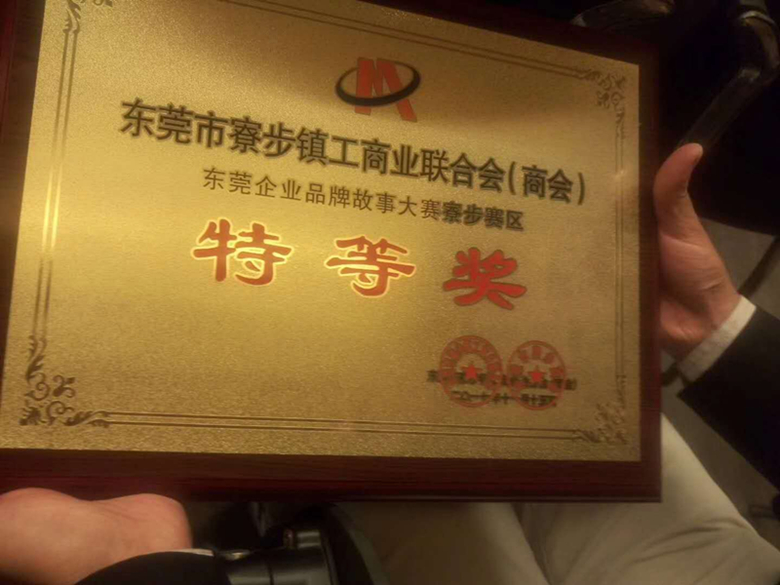 东莞市寮步镇工商业联合会(商会)
东莞企业品牌故事大赛寮步赛区
特等奖